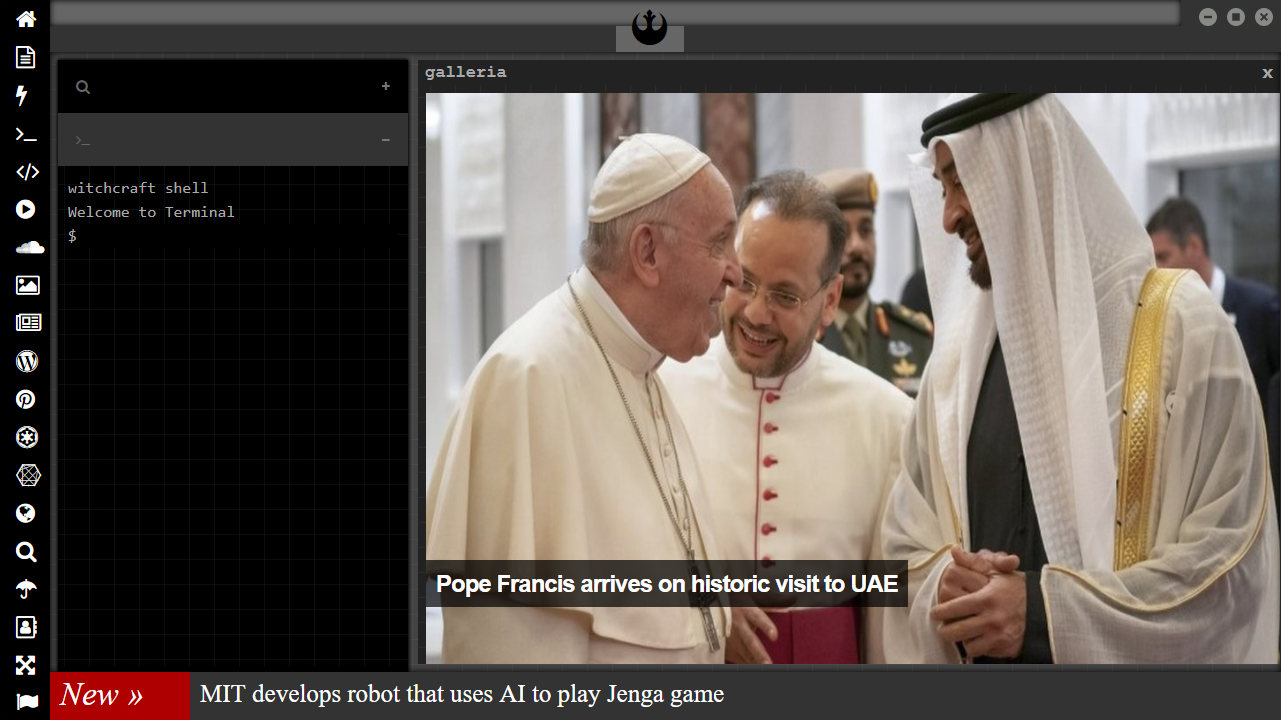 galleria
x
+
>_
−
witchcraft shell
Welcome to Terminal
$
Pope Francis arrives on historic visit to UAE
New » MIT develops robot that uses AI to play Jenga game